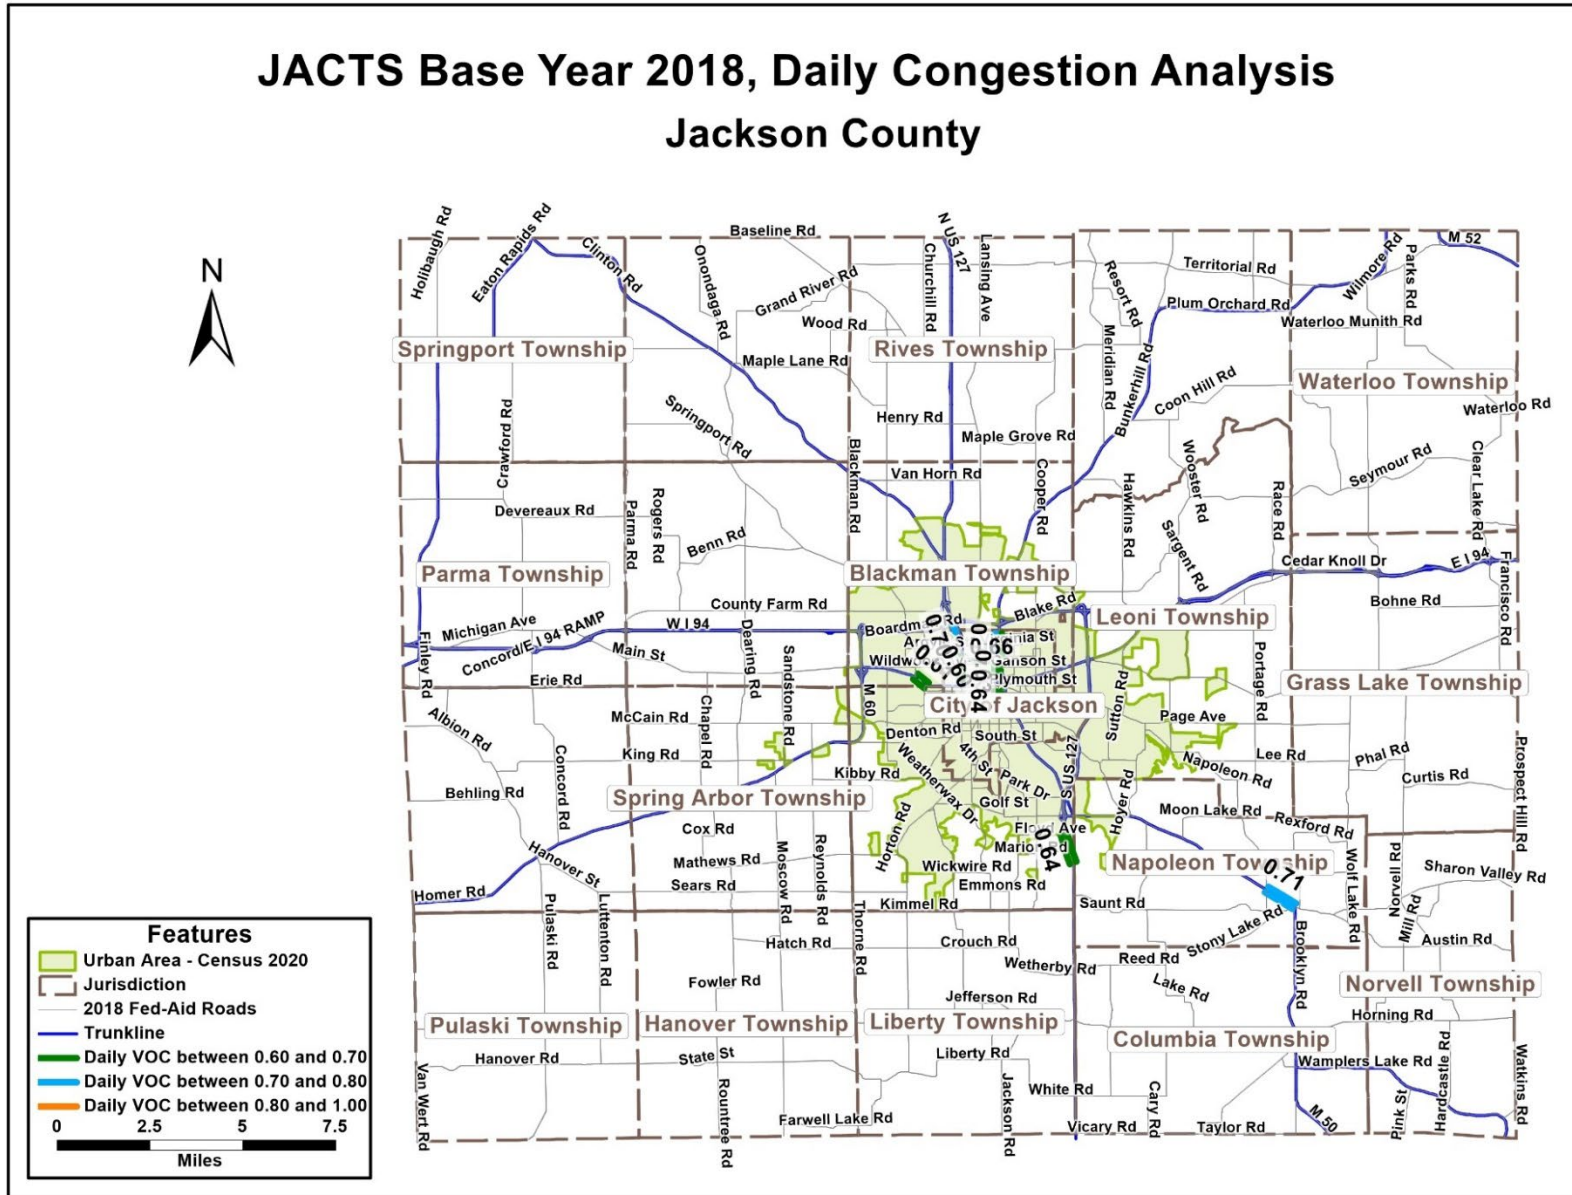 JACTS Base Year 2018, Daily Congestion Analysis
Jackson County
N
Holibaugh Rd
Eaton Rapids Rd
Clinton Rd
Onondaga Rd
Baseline Rd
Grand River Rd
Wood Rd
Maple Lane Rd
Churchill Rd
N US 127
Lansing Ave
Territorial Rd
Resort Rd
Meridian Rd
Bunkerhill Rd
Plum Orchard Rd
Wilmore Rd
Parks Rd
M 52
Waterloo Munith Rd
Springport Township
Rives Township
Waterloo Township
Coon Hill Rd
Waterloo Rd
Crawford Rd
Springport Rd
Henry Rd
Maple Grove Rd
Blackman Rd
Van Horn Rd
Cooper Rd
Hawkins Rd
Wooster Rd
Race Rd
Seymour Rd
Clear Lake Rd
Devereaux Rd
Parma Rd
Rogers Rd
Benn Rd
Sargent Rd
Cedar Knoll Dr
E I 94
Francisco Rd
Parma Township
Blackman Township
Leoni Township
Bohne Rd
County Farm Rd
W I 94
Blake Rd
Michigan Ave
Concord/E I 94 RAMP
Main St
Finley Rd
Erie Rd
Dearing Rd
Sandstone Rd
M 60
Ganson St
Plymouth St
0.66
0.64
City of Jackson
Sutton Rd
Portage Rd
Grass Lake Township
Albion Rd
McCain Rd
Chapel Rd
King Rd
Concord Rd
Behling Rd
Denton Rd
South St
Kibby Rd
Weatherwax Dr
4th St
Park Dr
S US 127
Page Ave
Napoleon Rd
Lee Rd
Phal Rd
Curtis Rd
Prospect Hill Rd
Spring Arbor Township
Golf St
Hoyer Rd
Moon Lake Rd
Rexford Rd
Cox Rd
Horton Rd
Floyd Ave
0.64
Hanover St
Mathews Rd
Moscow Rd
Reynolds Rd
Wickwire Rd
Emmons Rd
Napoleon Township
0.71
Wolf Lake Rd
Norvell Rd
Sharon Valley Rd
Homer Rd
Sears Rd
Kimmel Rd
Saunt Rd
Stony Lake Rd
Mill Rd
Pulaski Rd
Luttenton Rd
Thorne Rd
Hatch Rd
Crouch Rd
Wetherby Rd
Reed Rd
Brooklyn Rd
Austin Rd
Fowler Rd
Jefferson Rd
Lake Rd
Norvell Township
Horning Rd
Pulaski Township
Hanover Township
Liberty Township
Columbia Township
Hanover Rd
State St
Liberty Rd
Wamplers Lake Rd
Van Wert Rd
Rountree Rd
White Rd
Jackson Rd
Cary Rd
Pink St
Hardcastle Rd
Watkins Rd
Farwell Lake Rd
Vicary Rd
Taylor Rd
M 50
Features
Urban Area - Census 2020
Jurisdiction
2018 Fed-Aid Roads
Trunkline
Daily VOC between 0.60 and 0.70
Daily VOC between 0.70 and 0.80
Daily VOC between 0.80 and 1.00
0 2.5 5 7.5
Miles